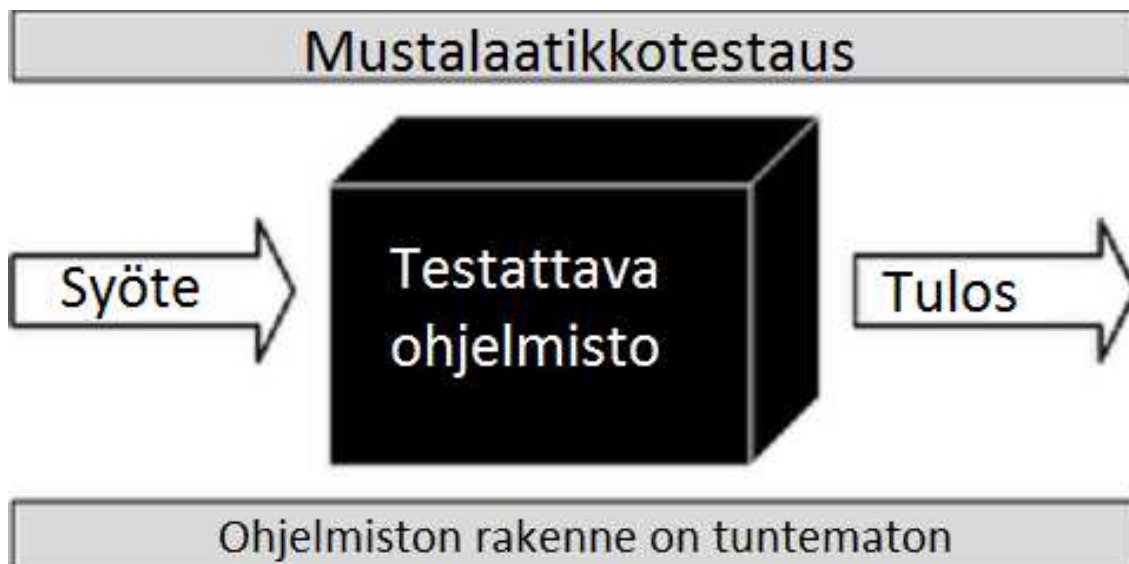 Mustalaatikkotestaus
Syöte
Testattava
ohjelmisto
Tulos
Ohjelmiston rakenne on tuntematon